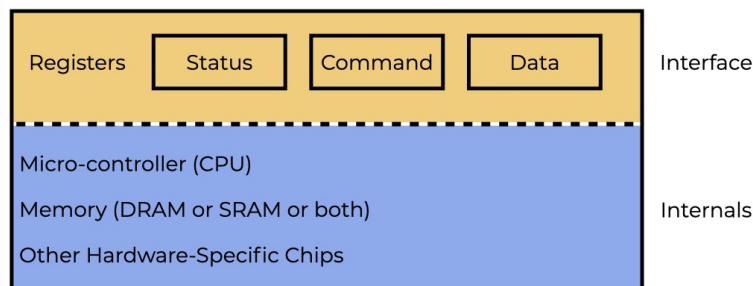 Registers Status Command Data Interface
Micro-controller (CPU)
Memory (DRAM or SRAM or both) Internals
Other Hardware-Specific Chips